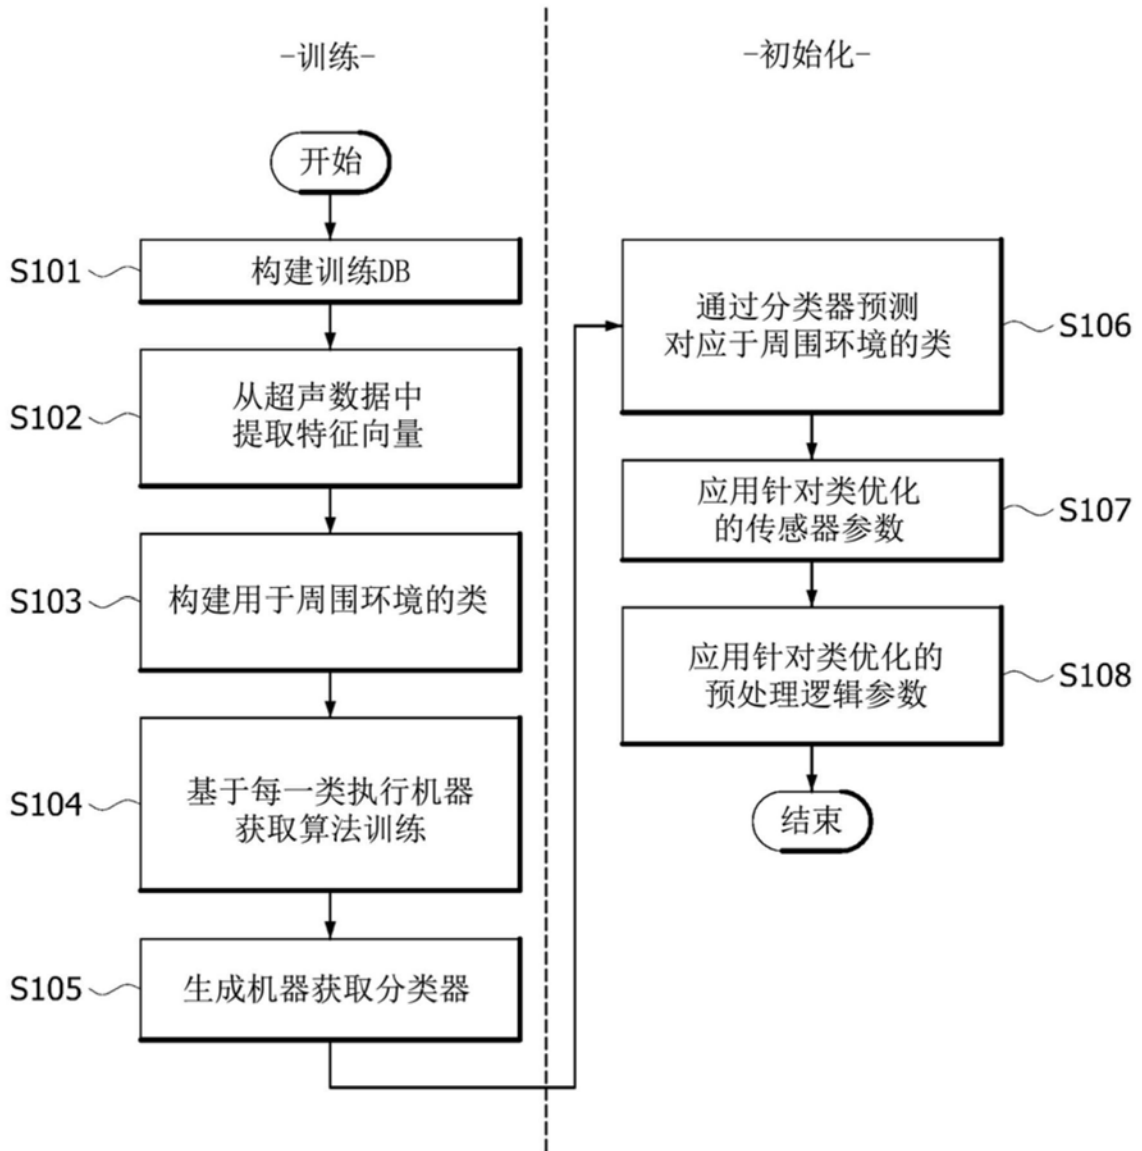 -训练-
开始
S101
构建训练DB
S102
从超声数据中
提取特征向量
S103
构建用于周围环境的类
S104
基于每一类执行机器
获取算法训练
S105
生成机器获取分类器
-初始化-
通过分类器预测
对应于周围环境的类
S106
应用针对类优化
的传感器参数
S107
应用针对类优化的
预处理逻辑参数
S108
结束